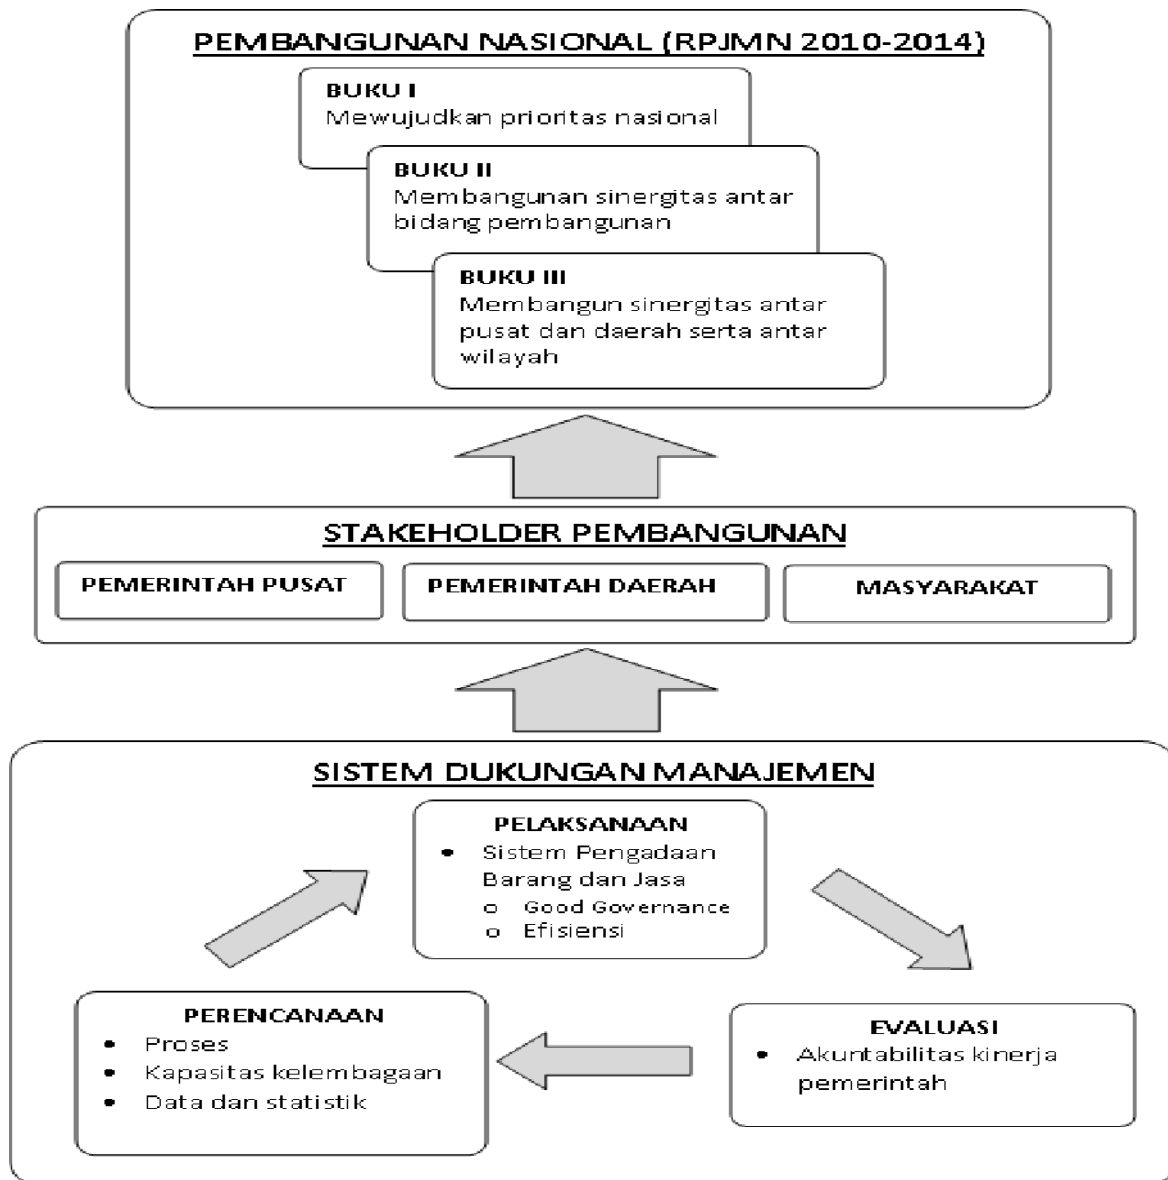 PEMBANGUNAN NASIONAL (RPJMN 2010-2014)
BUKU I
Mewujudkan prioritas nasional
BUKU II
Membangunan sinergitas antar
bidang pembangunan
BUKU III
Membangun sinergitas antar
pusat dan daerah serta antar
wilayah
STAKEHOLDER PEMBANGUNAN
PEMERINTAH PUSAT
PEMERINTAH DAERAH
MASYARAKAT
SISTEM DUKUNGAN MANAJEMEN
PELAKSANAAN
• Sistem Pengadaan
Barang dan Jasa
o Good Governance
o Efisiensi
PERENCANAAN
• Proses
• Kapasitas kelembagaan
• Data dan statistik
EVALUASI
• Akuntabilitas kinerja
pemerintah